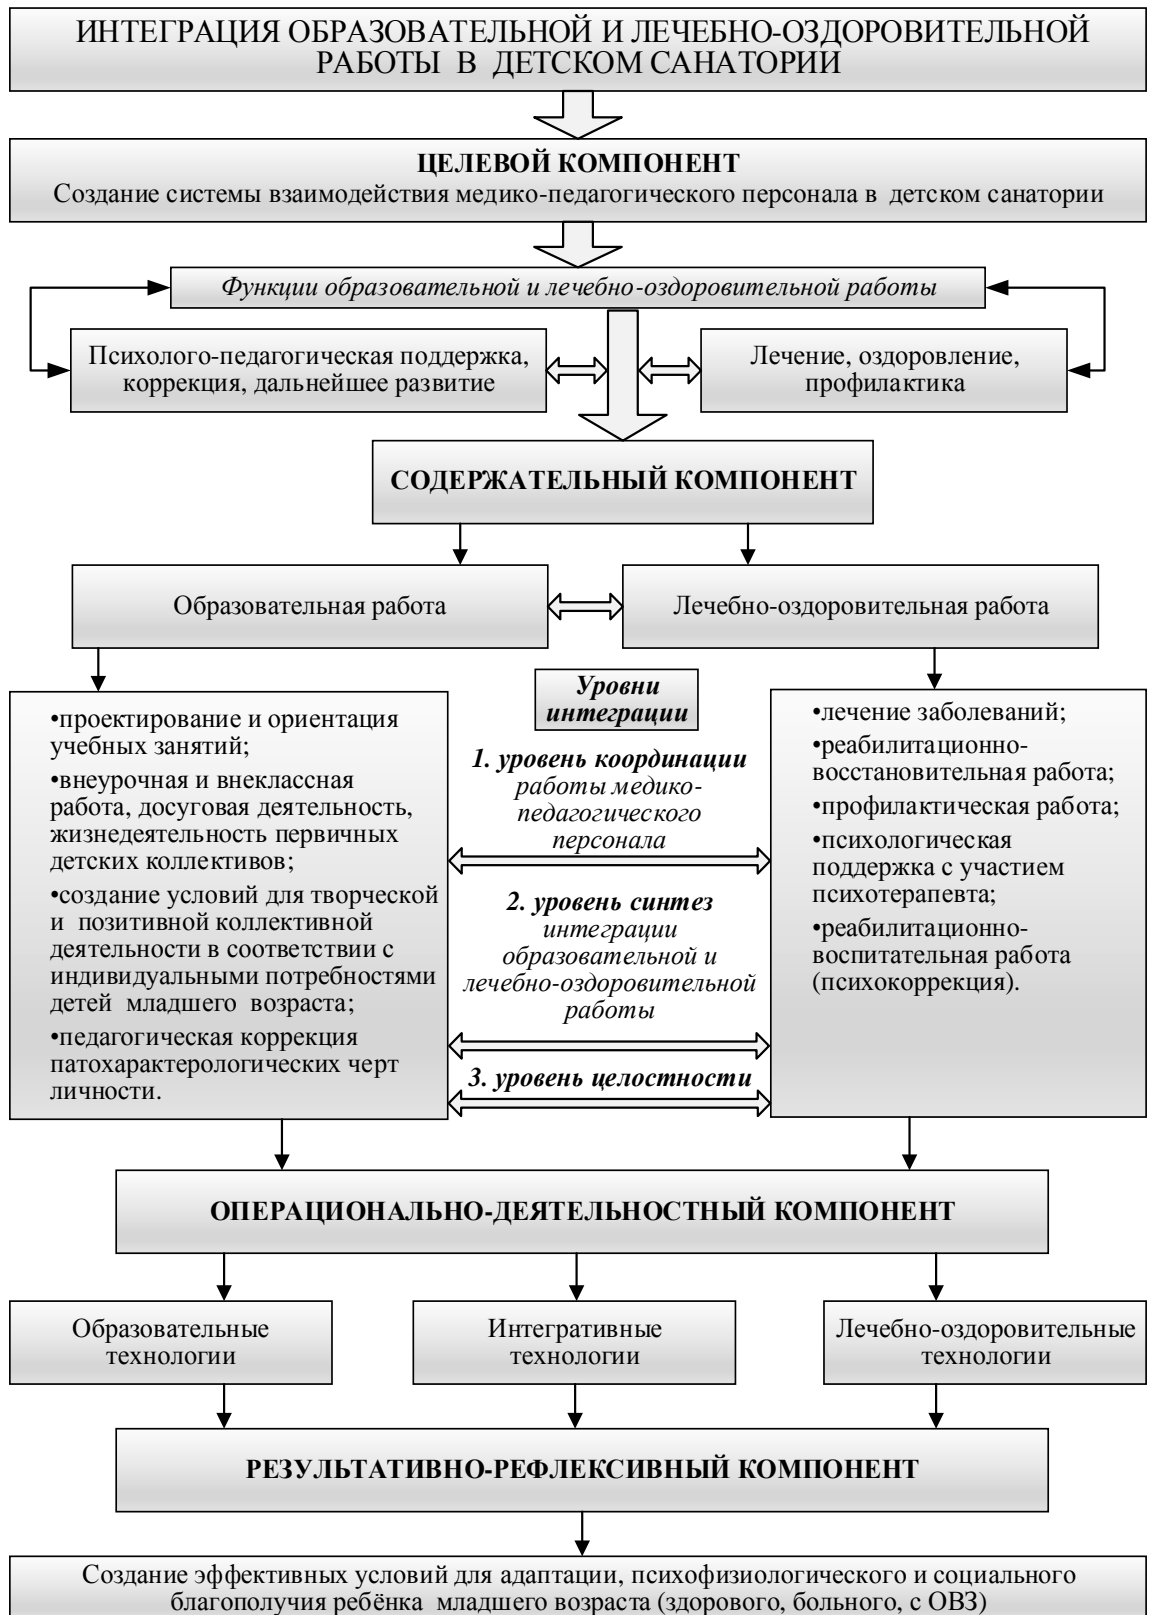 ИНТЕГРАЦИЯ ОБРАЗОВАТЕЛЬНОЙ И ЛЕЧЕБНО-ОЗДОРОВИТЕЛЬНОЙ
РАБОТЫ В ДЕТСКОМ САНАТОРИИ
ЦЕЛЕВОЙ КОМПОНЕНТ
Создание системы взаимодействия медико-педагогического персонала в детском санатории
Функции образовательной и лечебно-оздоровительной работы
Психолого-педагогическая поддержка,
коррекция, дальнейшее развитие
Лечение, оздоровление,
профилактика
СОДЕРЖАТЕЛЬНЫЙ КОМПОНЕНТ
Образовательная работа
Лечебно-оздоровительная работа
•проектирование и ориентация
учебных занятий;
•внеурочная и внеклассная
работа, досуговая деятельность,
жизнедеятельность первичных
детских коллективов;
•создание условий для творческой
и позитивной коллективной
деятельности в соответствии с
индивидуальными потребностями
детей младшего возраста;
•педагогическая коррекция
патохарактерологических черт
личности.
Уровни
интеграции
1. уровень координации
работы медико-
педагогического
персонала
2. уровень синтез
интеграции
образовательной и
лечебно-оздоровительной
работы
3. уровень целостности
•лечение заболеваний;
•реабилитационно-
восстановительная работа;
•профилактическая работа;
•психологическая
поддержка с участием
психотерапевта;
•реабилитационно-
воспитательная работа
(психокоррекция).
ОПЕРАЦИОНАЛЬНО-ДЕЯТЕЛЬНОСТНЫЙ КОМПОНЕНТ
Образовательные
технологии
Интегративные
технологии
Лечебно-оздоровительные
технологии
РЕЗУЛЬТАТИВНО-РЕФЛЕКСИВНЫЙ КОМПОНЕНТ
Создание эффективных условий для адаптации, психофизиологического и социального
благополучия ребёнка младшего возраста (здорового, больного, с ОВЗ)